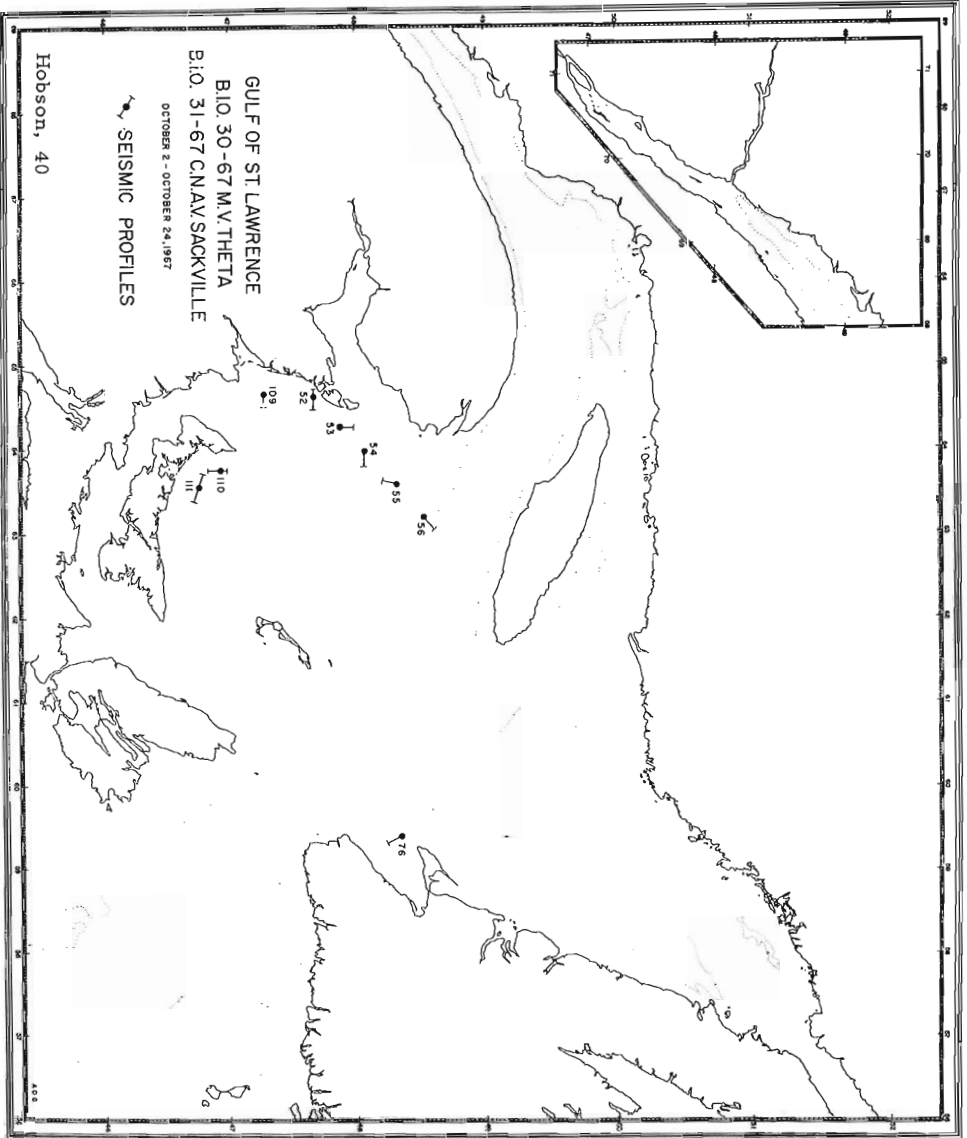 GULF OF ST. LAWRENCE
B.I.O. 30-67 M.V. THETA
B.I.O. 31-67 C.N.A.V. SACKVILLE
OCTOBER 2 - OCTOBER 24, 1967
SEISMIC PROFILES
Hobson, 40
52
53
54
55
56
76
109
110
111